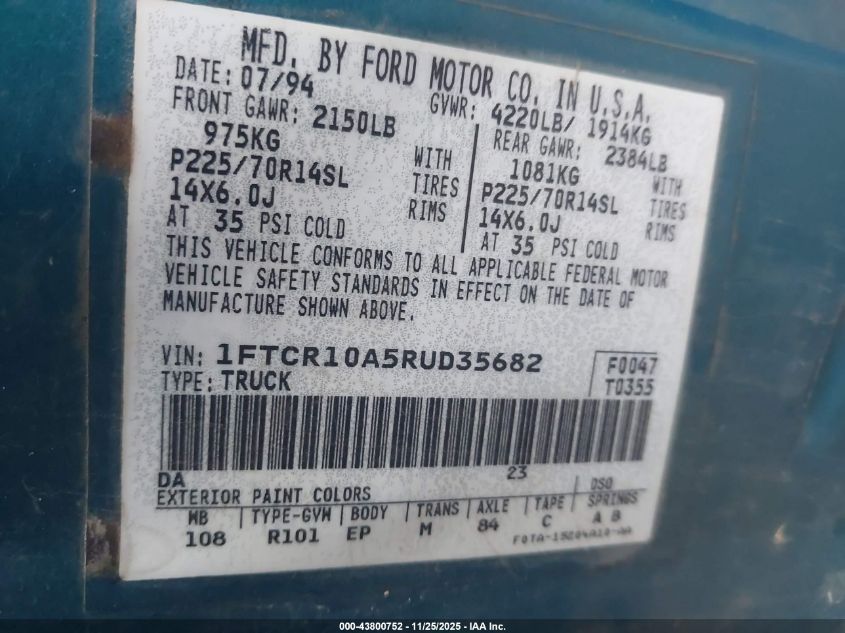 MFD. BY FORD MOTOR CO. IN U.S.A.
DATE: 07/94 GVWR: 4220LB/ 1914KG
FRONT GAWR: 2150LB REAR GAWR: 2384LB
975KG WITH 1081KG WITH
P225/70R14SL TIRES P225/70R14SL TIRES
14X6.0J RIMS 14X6.0J RIMS
AT 35 PSI COLD AT 35 PSI COLD
THIS VEHICLE CONFORMS TO ALL APPLICABLE FEDERAL MOTOR
VEHICLE SAFETY STANDARDS IN EFFECT ON THE DATE OF
MANUFACTURE SHOWN ABOVE.
VIN: 1FTCR10A5RUD35682 F0047
TYPE: TRUCK T0355
DA 23
EXTERIOR PAINT COLORS DSO
WB TYPE-GVW BODY TRANS AXLE TAPE SPRINGS
108 R101 EP M 84 C A B
F0TA-15204A10-AA
000-43800752 - 11/25/2025 - IAA Inc.